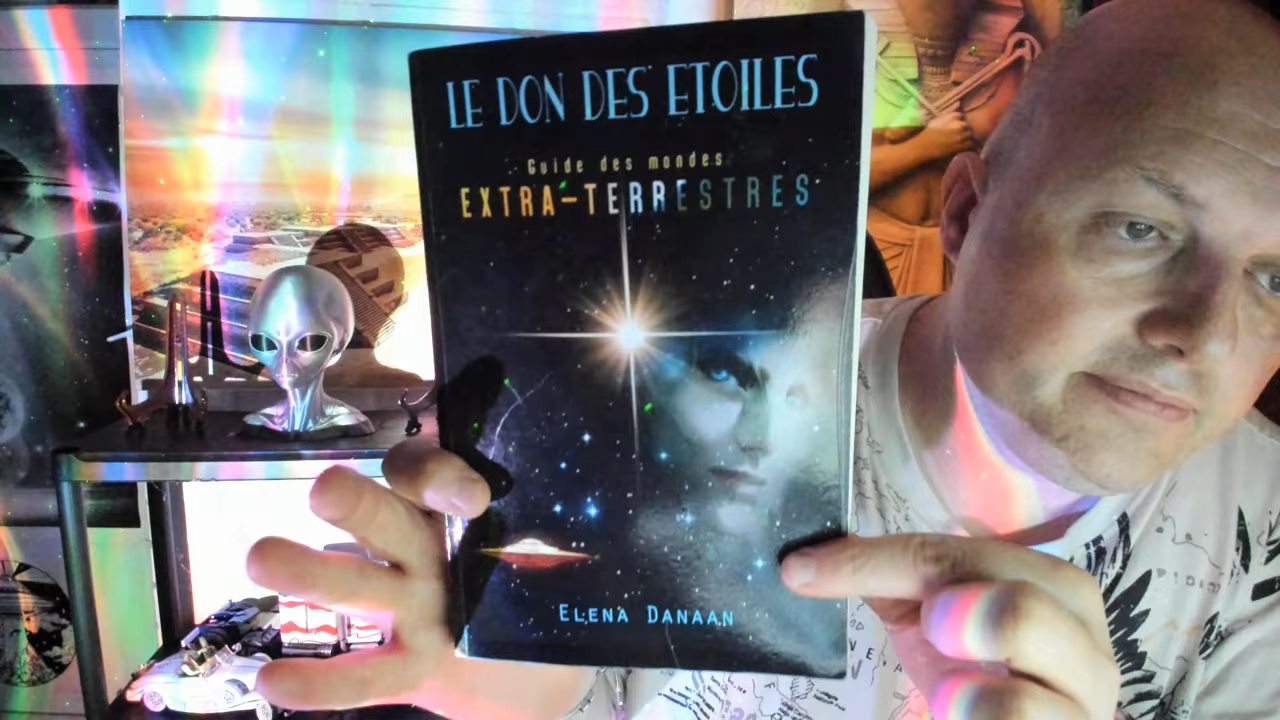 LE DON DES ETOILES
Guide des mondes
EXTRA-TERRESTRES
ELENA DANAAN